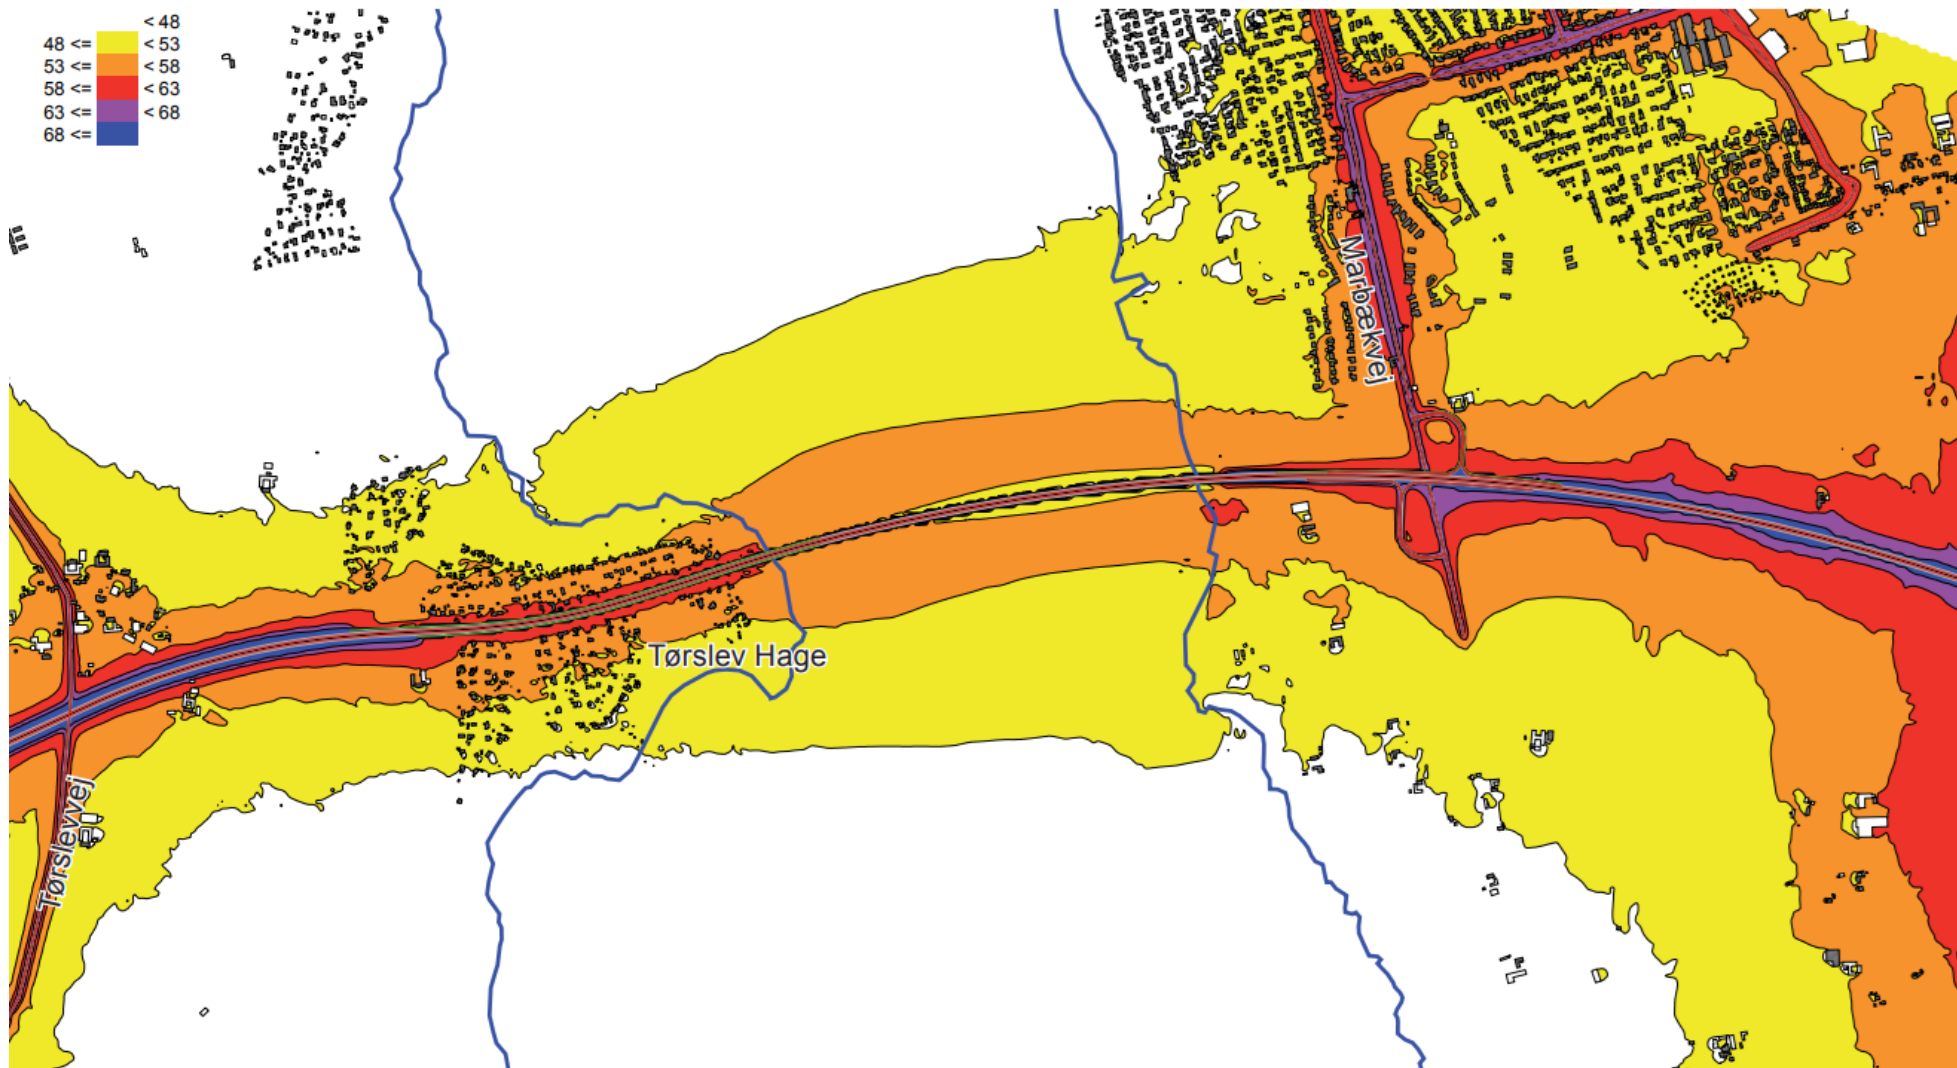 < 48
48 <= < 53
53 <= < 58
58 <= < 63
63 <= < 68
68 <=
Marbækvej
Tørslev Hage
Tørslevvej